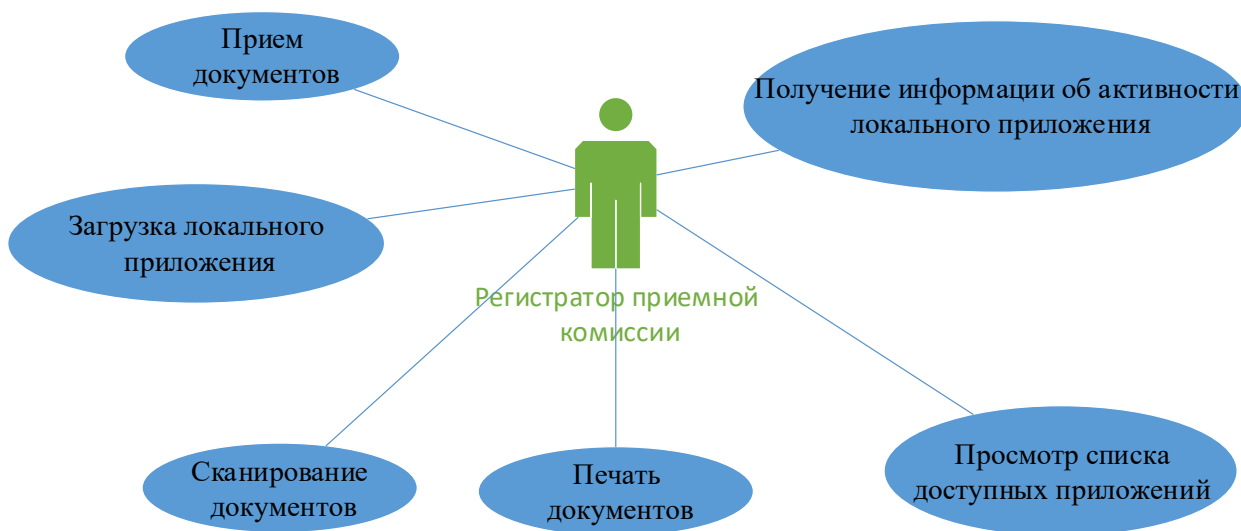 Прием
документов
Получение информации об активности
локального приложения
Загрузка локального
приложения
Регистратор приемной
комиссии
Сканирование
документов
Печать
документов
Просмотр списка
доступных приложений